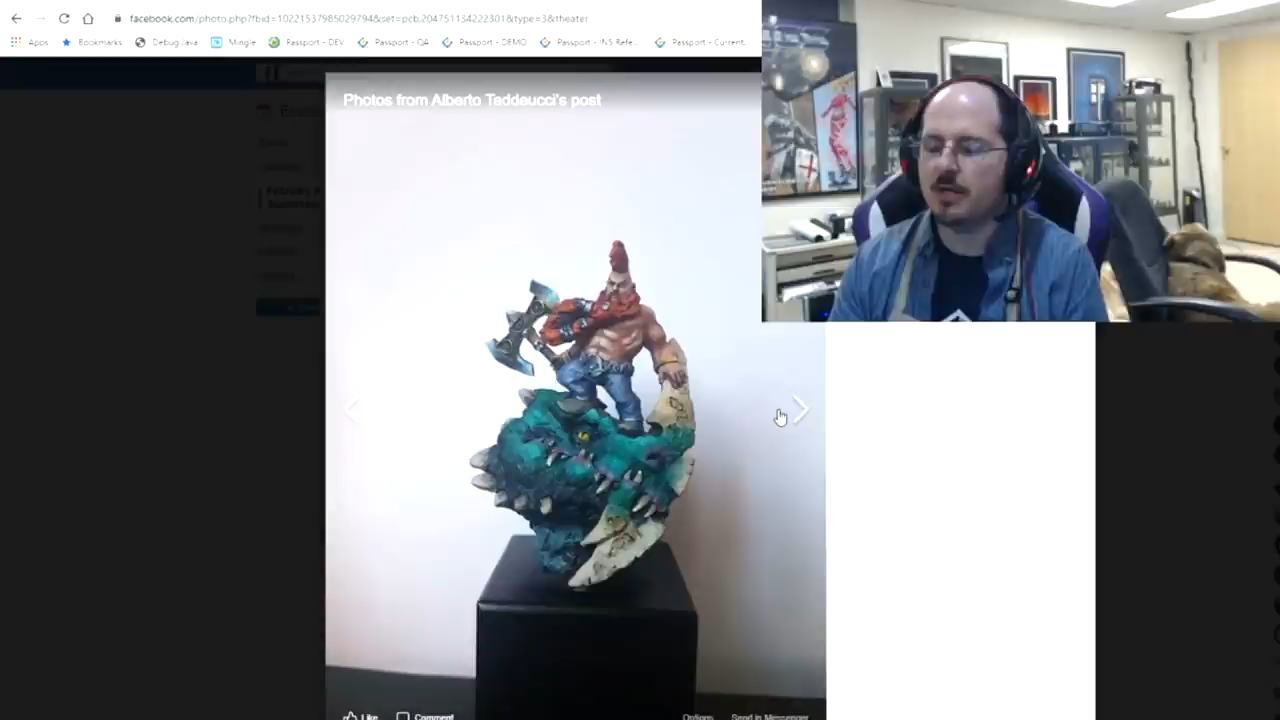 facebook.com/photo.php?fbid=10221537985029794&set=pcb.204751134222301&type=3&theater
Apps Bookmarks Debug Java Mingle Passport - DEV Passport - QA Passport - DEMO Passport - INS Refe... Passport - Current.
Photos from Alberto Taddeucci's post
Like Comment Options Send in Messenger